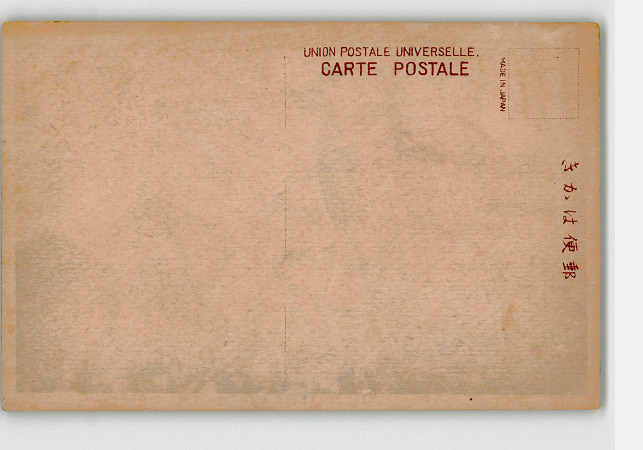 UNION POSTALE UNIVERSELLE.
CARTE POSTALE
MADE IN JAPAN
郵便はかき